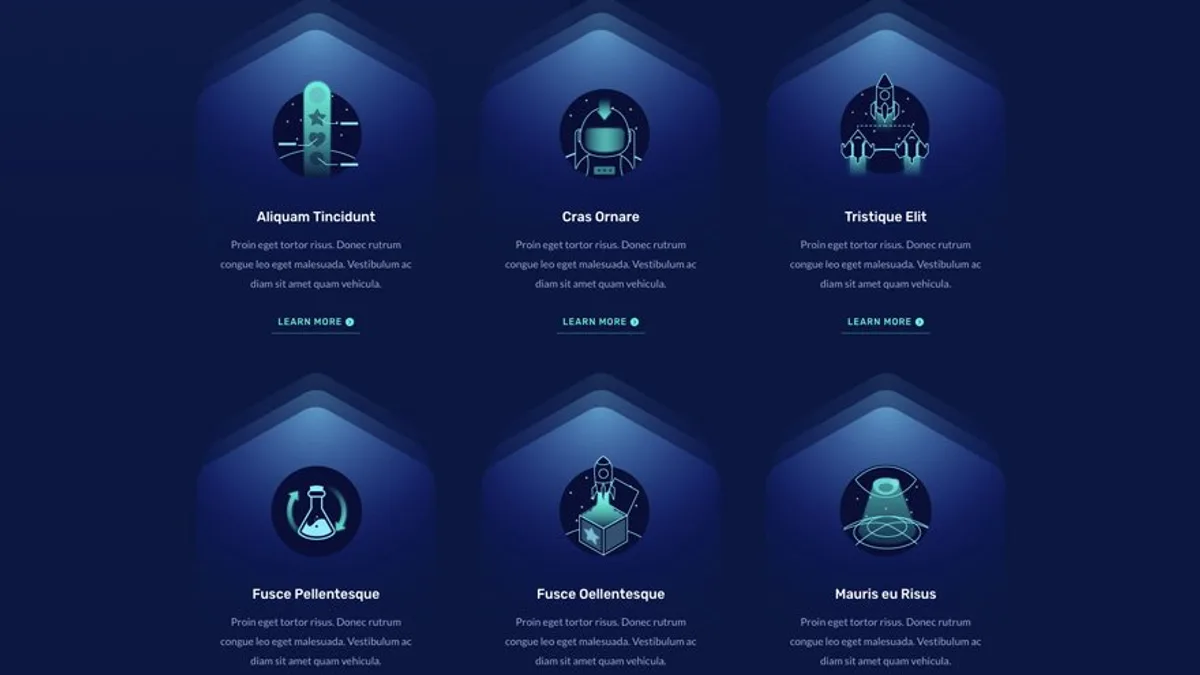 Aliquam Tincidunt
Proin eget tortor risus. Donec rutrum
congue leo eget malesuada. Vestibulum ac
diam sit amet quam vehicula.
LEARN MORE
Cras Ornare
Proin eget tortor risus. Donec rutrum
congue leo eget malesuada. Vestibulum ac
diam sit amet quam vehicula.
LEARN MORE
Tristique Elit
Proin eget tortor risus. Donec rutrum
congue leo eget malesuada. Vestibulum ac
diam sit amet quam vehicula.
LEARN MORE
Fusce Pellentesque
Proin eget tortor risus. Donec rutrum
congue leo eget malesuada. Vestibulum ac
diam sit amet quam vehicula.
Fusce Oellentesque
Proin eget tortor risus. Donec rutrum
congue leo eget malesuada. Vestibulum ac
diam sit amet quam vehicula.
Mauris eu Risus
Proin eget tortor risus. Donec rutrum
congue leo eget malesuada. Vestibulum ac
diam sit amet quam vehicula.